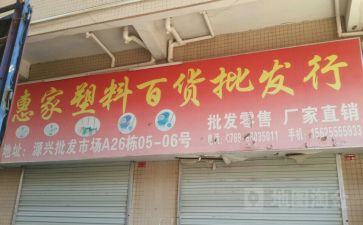 惠家塑料百货批发行
批发零售 厂家直销
地址：源兴批发市场A26栋05-06号